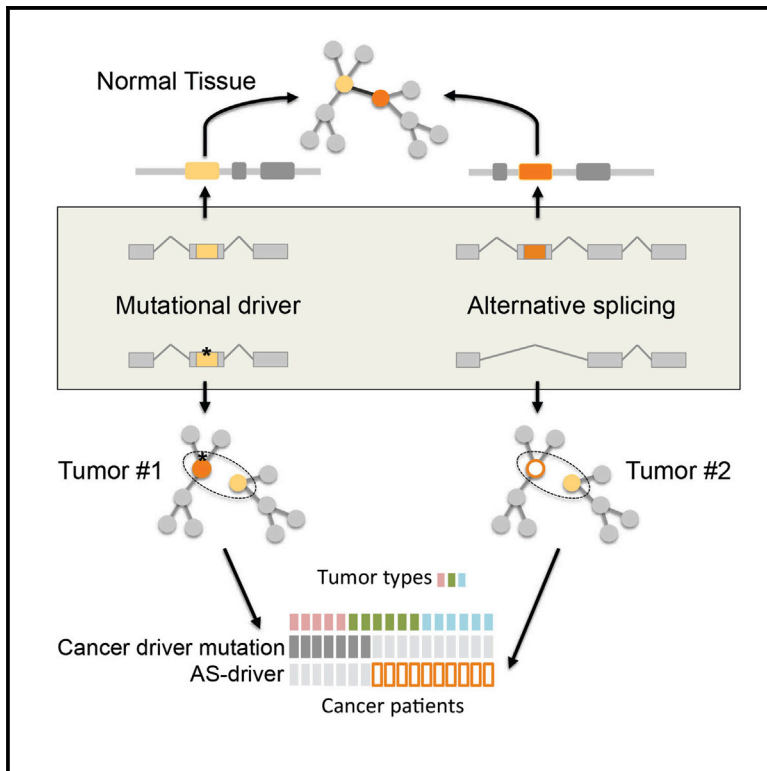 Normal Tissue
Mutational driver
Alternative splicing
*
*
Tumor #1
Tumor #2
Tumor types
Cancer driver mutation
AS-driver
Cancer patients